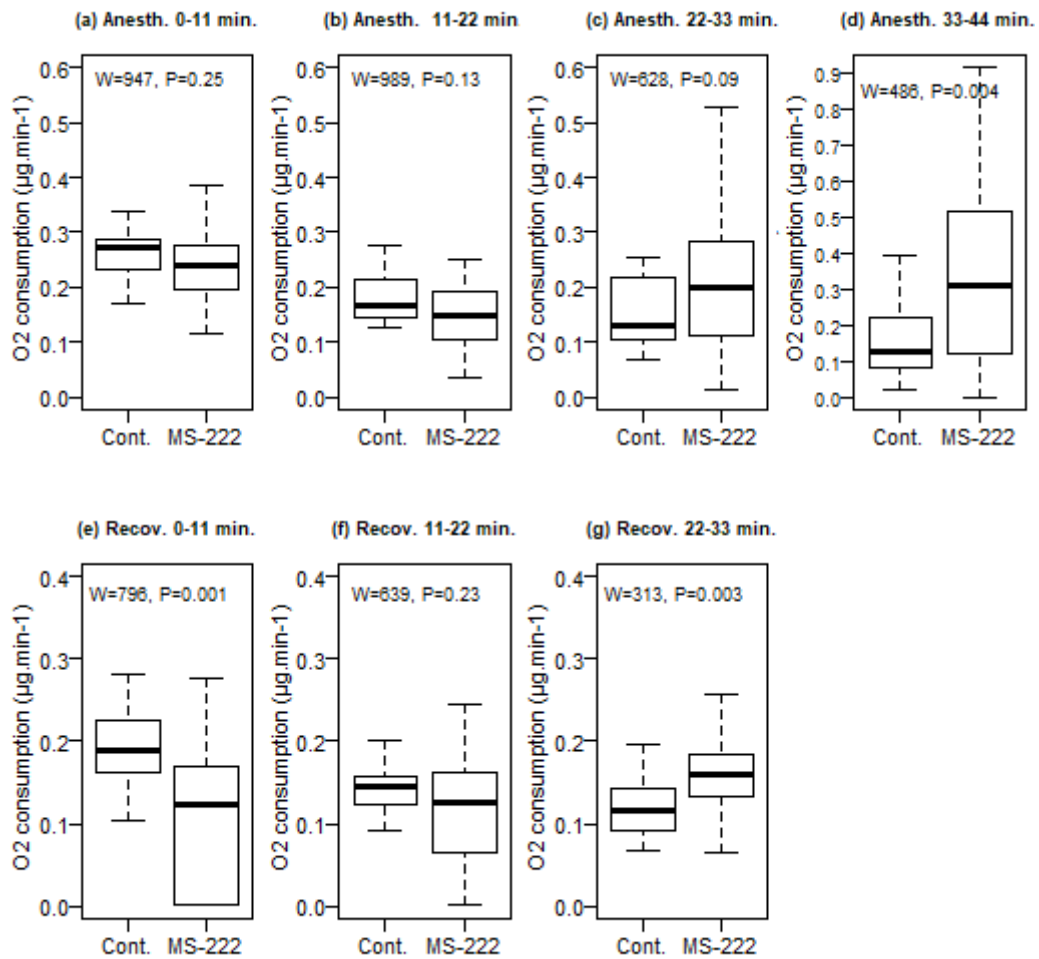 (a) Anesth. 0-11 min.
(b) Anesth. 11-22 min
(c) Anesth. 22-33 min.
(d) Anesth. 33-44 min.
O2 consumption (µg.min-1)
0.6
0.5
0.4
0.3
0.2
0.1
0.0
W=947, P=0.25
Cont. MS-222
O2 consumption (µg.min-1)
0.6
0.5
0.4
0.3
0.2
0.1
0.0
W=989, P=0.13
Cont. MS-222
O2 consumption (µg.min-1)
0.6
0.5
0.4
0.3
0.2
0.1
0.0
W=628, P=0.09
Cont. MS-222
O2 consumption (µg.min-1)
0.9
0.8
0.7
0.6
0.5
0.4
0.3
0.2
0.1
0.0
W=486, P=0.004
Cont. MS-222
(e) Recov. 0-11 min.
(f) Recov. 11-22 min.
(g) Recov. 22-33 min.
O2 consumption (µg.min-1)
0.4
0.3
0.2
0.1
0.0
W=796, P=0.001
Cont. MS-222
O2 consumption (µg.min-1)
0.4
0.3
0.2
0.1
0.0
W=639, P=0.23
Cont. MS-222
O2 consumption (µg.min-1)
0.4
0.3
0.2
0.1
0.0
W=313, P=0.003
Cont. MS-222